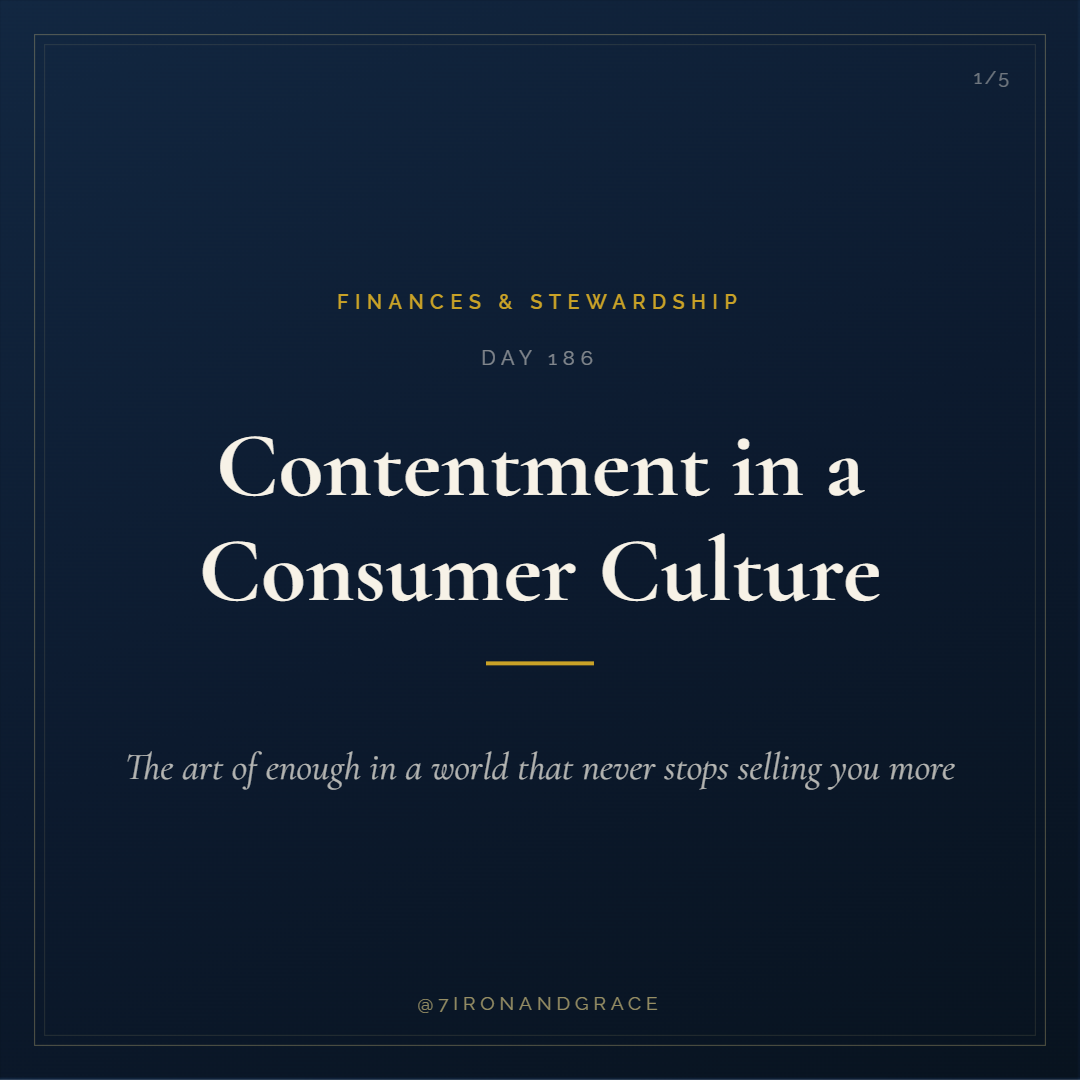 1/5
FINANCES & STEWARDSHIP
DAY 186
Contentment in a
Consumer Culture
The art of enough in a world that never stops selling you more
@7IRONANDGRACE